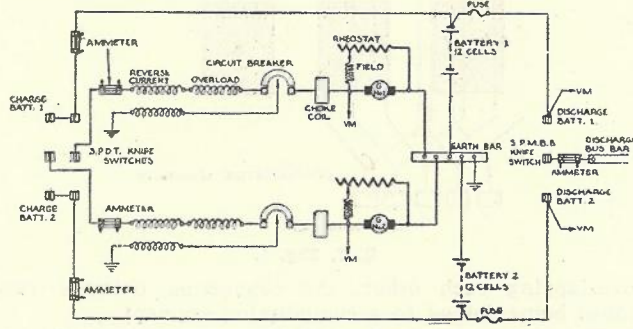 FUSE
AMMETER
RHEOSTAT
CIRCUIT BREAKER
BATTERY 1
12 CELLS
REVERSE
CURRENT
OVERLOAD
FIELD
VM
CHARGE
BATT. 1
CHOKE
COIL
VM
DISCHARGE
BATT. 1
S.P.D.T. KNIFE
SWITCHES
EARTH BAR
S.P.M.B.B
KNIFE
SWITCH
DISCHARGE
BUS BAR
AMMETER
CHARGE
BATT. 2
AMMETER
DISCHARGE
BATT. 2
VM
VM
AMMETER
BATTERY 2
12 CELLS
FUSE